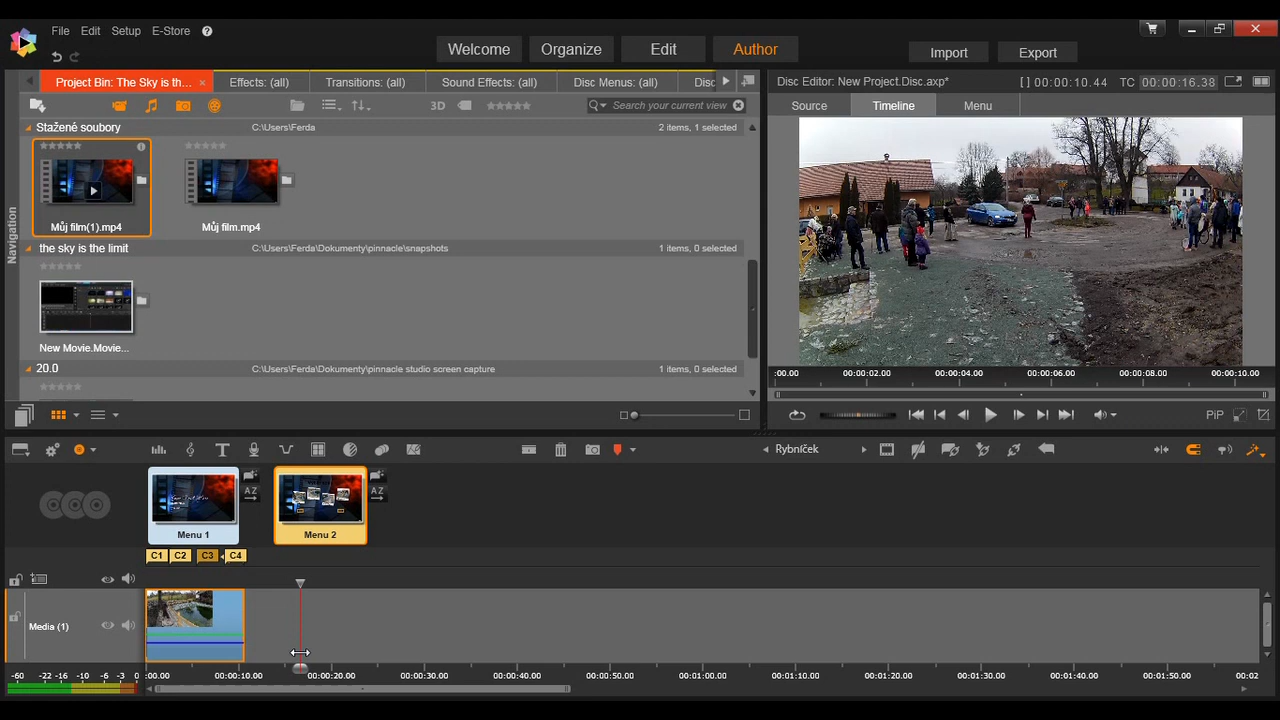 File Edit Setup E-Store ?
Welcome Organize Edit Author Import Export
Project Bin: The Sky is th... × Effects: (all) Transitions: (all) Sound Effects: (all) Disc Menus: (all) Disc
Disc Editor: New Project.Disc.axp* [ ] 00:00:10.44 TC 00:00:16.38
3D Search your current view
Source Timeline Menu
Stažené soubory C:\Users\Ferda 2 items, 1 selected
Můj film(1).mp4 Můj film.mp4
the sky is the limit C:\Users\Ferda\Dokumenty\pinnacle\snapshots 1 items, 0 selected
New Movie.Movie...
20.0 C:\Users\Ferda\Dokumenty\pinnacle studio screen capture 1 items, 0 selected
Navigation
:00.00 00:00:02.00 00:00:04.00 00:00:06.00 00:00:08.00 00:00:10.00
PiP
Rybníček
AZ AZ
Menu 1 Menu 2
C1 C2 C3 C4
Media (1)
-60 -22 -16 -10 -6 -3 0 :00.00 00:00:10.00 00:00:20.00 00:00:30.00 00:00:40.00 00:00:50.00 00:01:00.00 00:01:10.00 00:01:20.00 00:01:30.00 00:01:40.00 00:01:50.00 00:02